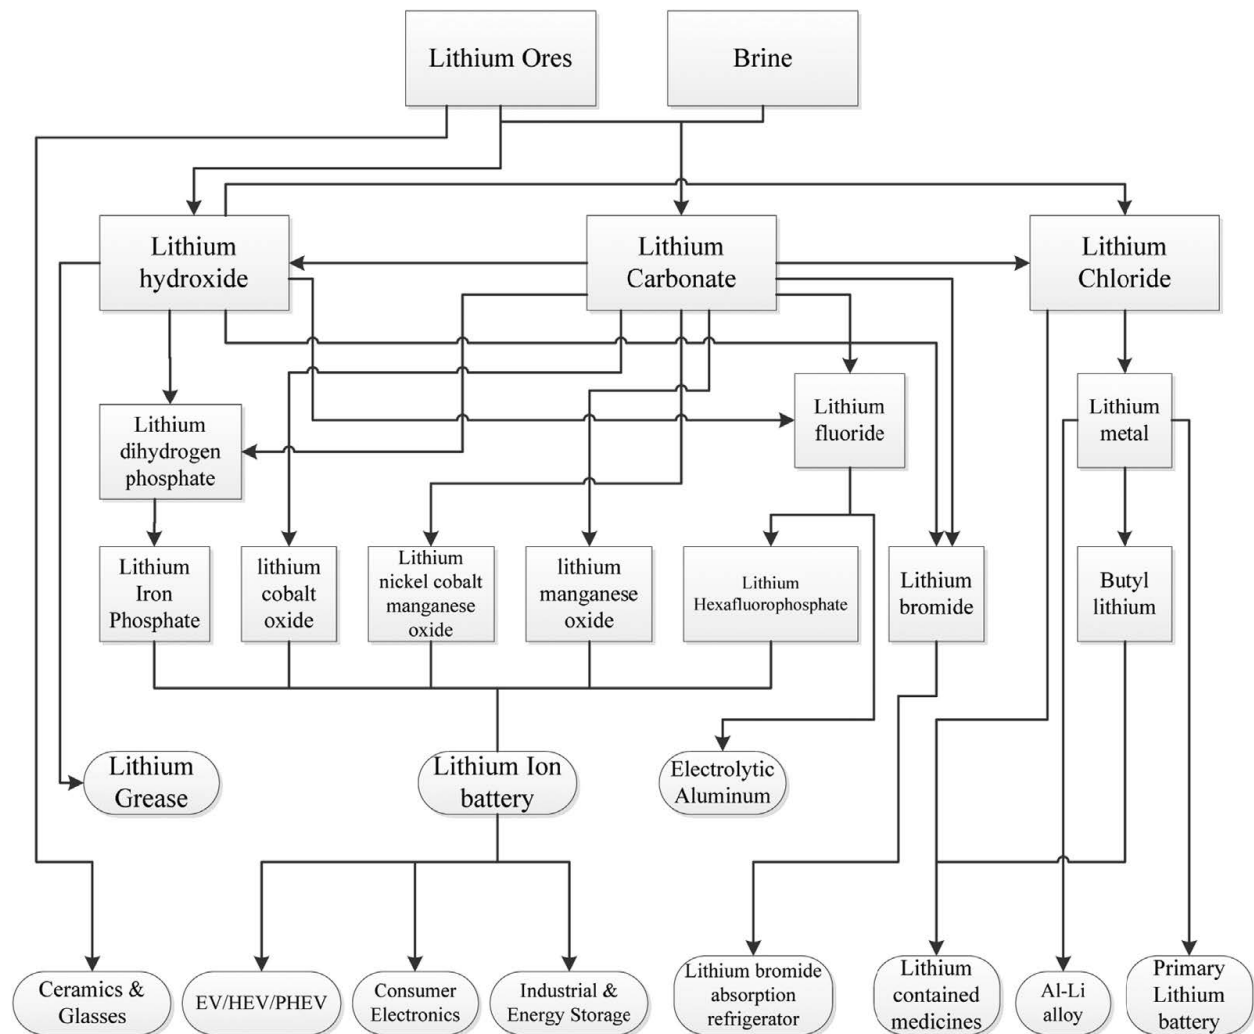 Lithium Ores
Brine
Lithium
hydroxide
Lithium
Carbonate
Lithium
Chloride
Lithium
dihydrogen
phosphate
Lithium
fluoride
Lithium
metal
Lithium
Iron
Phosphate
lithium
cobalt
oxide
Lithium
nickel cobalt
manganese
oxide
lithium
manganese
oxide
Lithium
Hexafluorophosphate
Lithium
bromide
Butyl
lithium
Lithium
Grease
Lithium Ion
battery
Electrolytic
Aluminum
Ceramics &
Glasses
EV/HEV/PHEV
Consumer
Electronics
Industrial &
Energy Storage
Lithium bromide
absorption
refrigerator
Lithium
contained
medicines
Al-Li
alloy
Primary
Lithium
battery